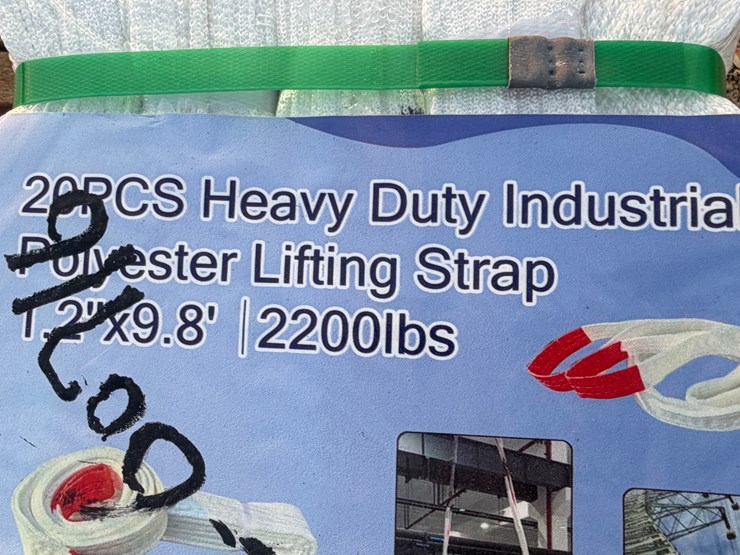 20PCS Heavy Duty Industrial
Polyester Lifting Strap
1.2"x9.8' | 2200lbs